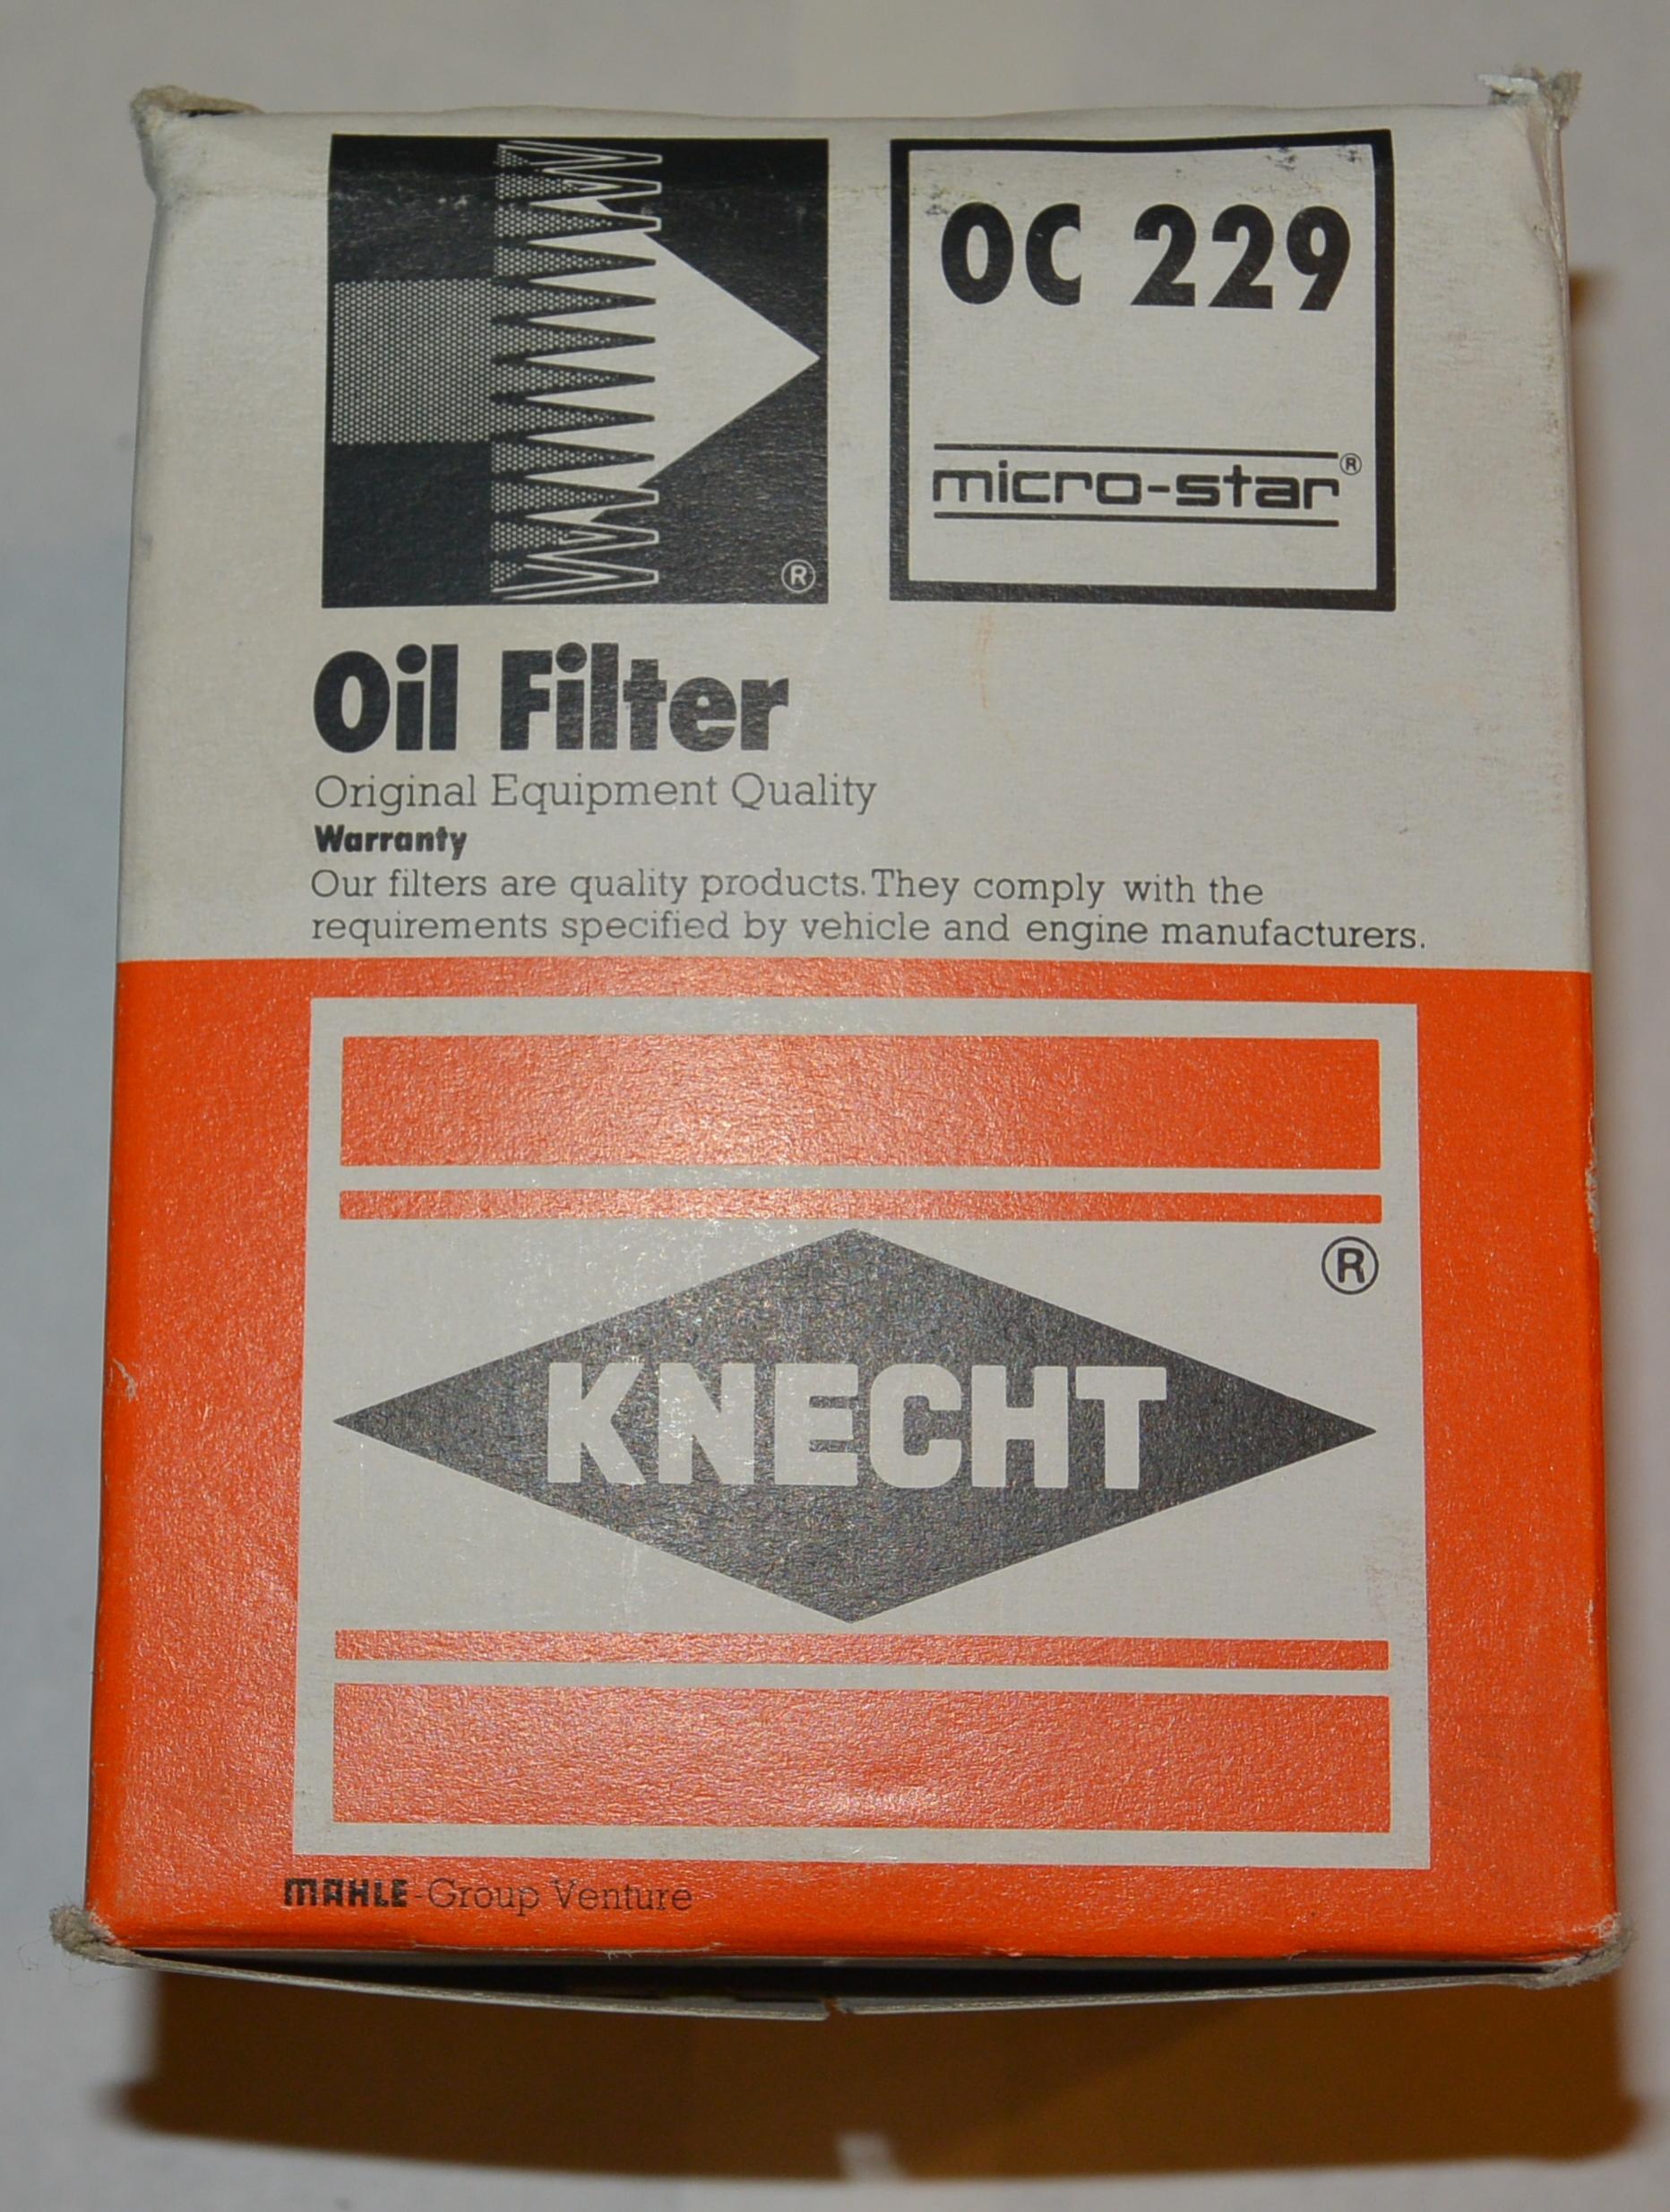 OC 229
micro-star®
®
Oil Filter
Original Equipment Quality
Warranty
Our filters are quality products. They comply with the
requirements specified by vehicle and engine manufacturers.
®
KNECHT
MAHLE-Group Venture